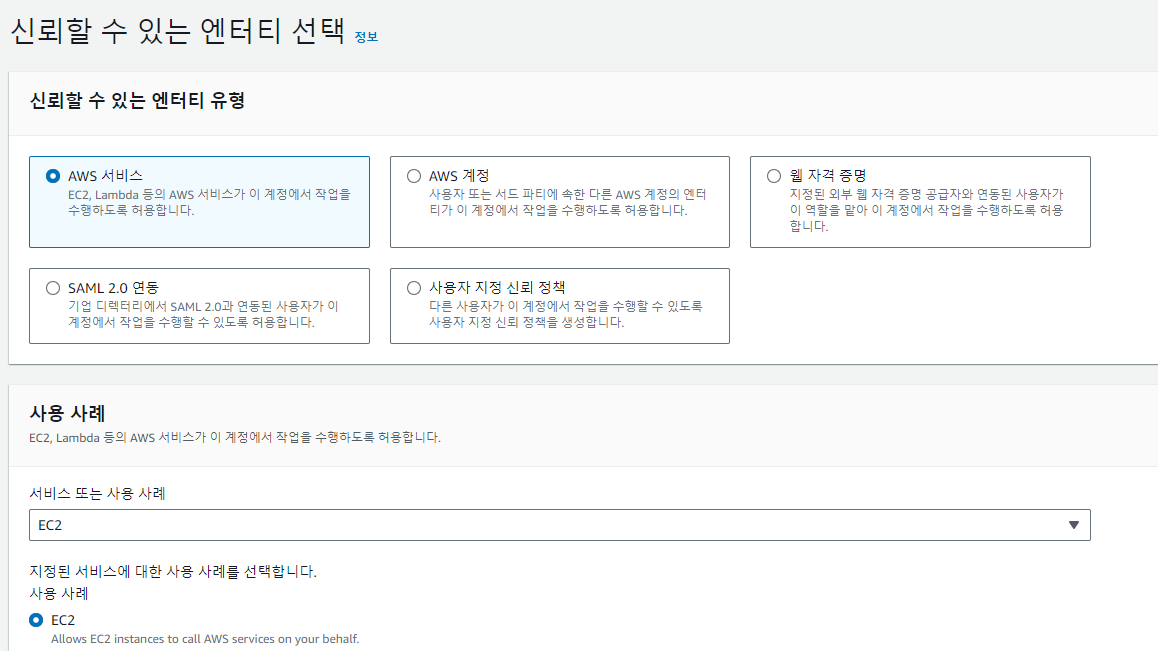 신뢰할 수 있는 엔터티 선택 정보
신뢰할 수 있는 엔터티 유형
AWS 서비스
EC2, Lambda 등의 AWS 서비스가 이 계정에서 작업을
수행하도록 허용합니다.
AWS 계정
사용자 또는 서드 파티에 속한 다른 AWS 계정의 엔터
티가 이 계정에서 작업을 수행하도록 허용합니다.
웹 자격 증명
지정된 외부 웹 자격 증명 공급자와 연동된 사용자가
이 역할을 맡아 이 계정에서 작업을 수행하도록 허용
합니다.
SAML 2.0 연동
기업 디렉터리에서 SAML 2.0과 연동된 사용자가 이
계정에서 작업을 수행할 수 있도록 허용합니다.
사용자 지정 신뢰 정책
다른 사용자가 이 계정에서 작업을 수행할 수 있도록
사용자 지정 신뢰 정책을 생성합니다.
사용 사례
EC2, Lambda 등의 AWS 서비스가 이 계정에서 작업을 수행하도록 허용합니다.
서비스 또는 사용 사례
EC2
지정된 서비스에 대한 사용 사례를 선택합니다.
사용 사례
EC2
Allows EC2 instances to call AWS services on your behalf.